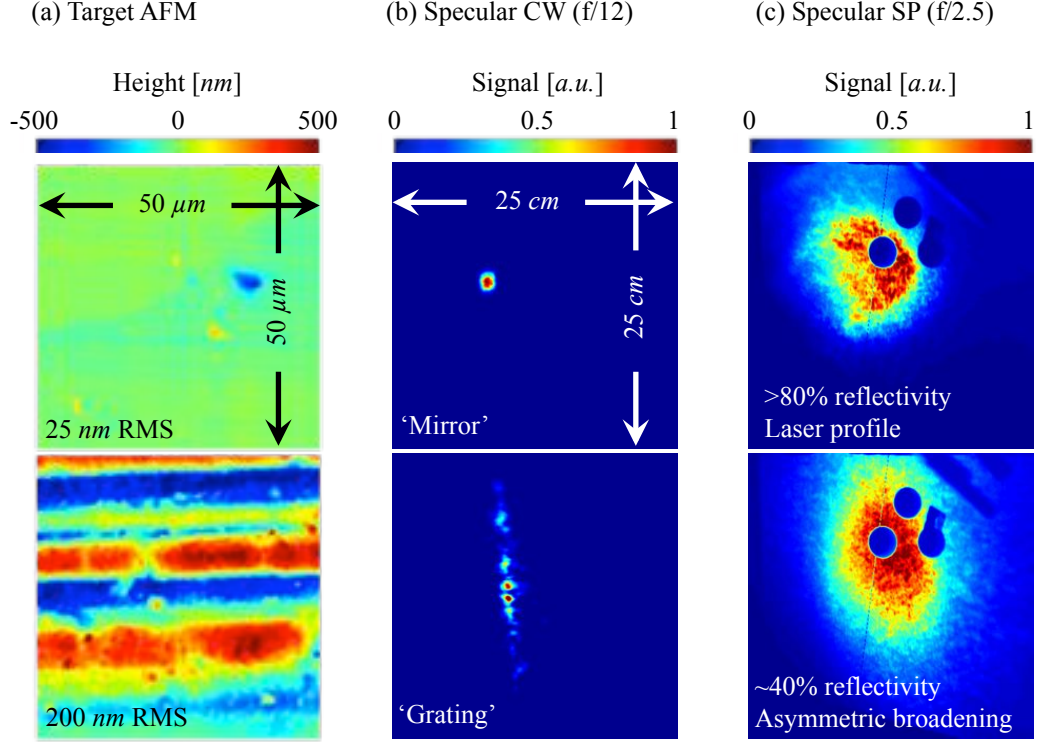 (a) Target AFM
(b) Specular CW (f/12)
(c) Specular SP (f/2.5)
Height [nm]
Signal [a.u.]
Signal [a.u.]
-500 0 500
0 0.5 1
0 0.5 1
50 µm
50 µm
25 nm RMS
25 cm
25 cm
'Mirror'
>80% reflectivity
Laser profile
200 nm RMS
'Grating'
~40% reflectivity
Asymmetric broadening